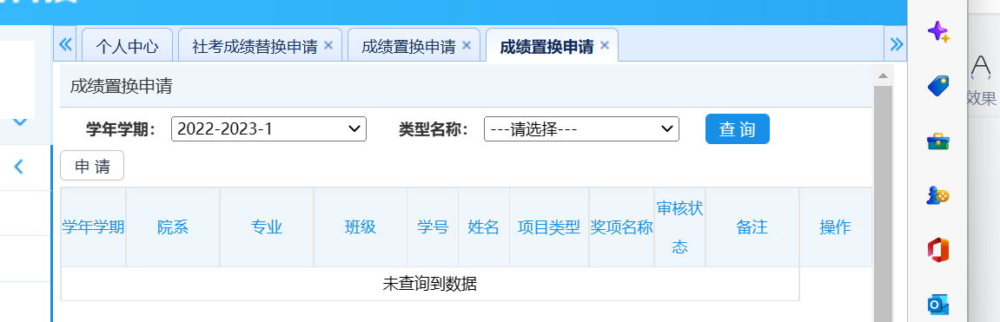 个人中心 社考成绩替换申请 成绩置换申请 成绩置换申请
成绩置换申请
学年学期： 2022-2023-1 类型名称： ---请选择--- 查 询
申 请
学年学期 院系 专业 班级 学号 姓名 项目类型 奖项名称 审核状态 备注 操作
未查询到数据
效果